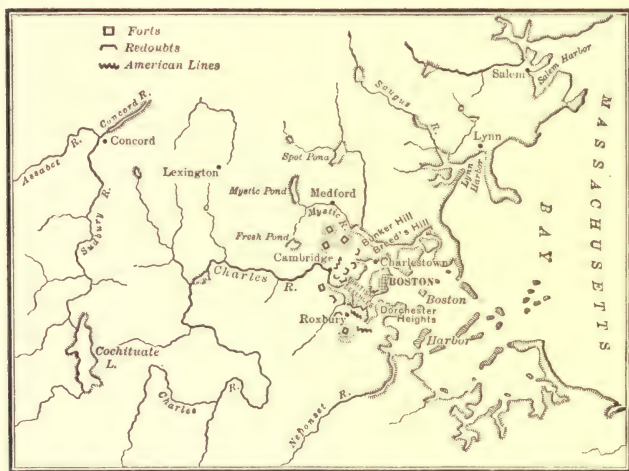 Forts
Redoubts
American Lines
Salem
Salem Harbor
Saugus R.
Lynn
Lynn Harbor
MASSACHUSETTS BAY
Concord R.
Concord
Assabet R.
Sudbury R.
Lexington
Spot Pond
Mystic Pond
Medford
Mystic R.
Fresh Pond
Bunker Hill
Breed's Hill
Cambridge
Charlestown
Charles R.
BOSTON
Boston Harbor
Roxbury
Dorchester Heights
Cochituate L.
Charles R.
Neponset R.